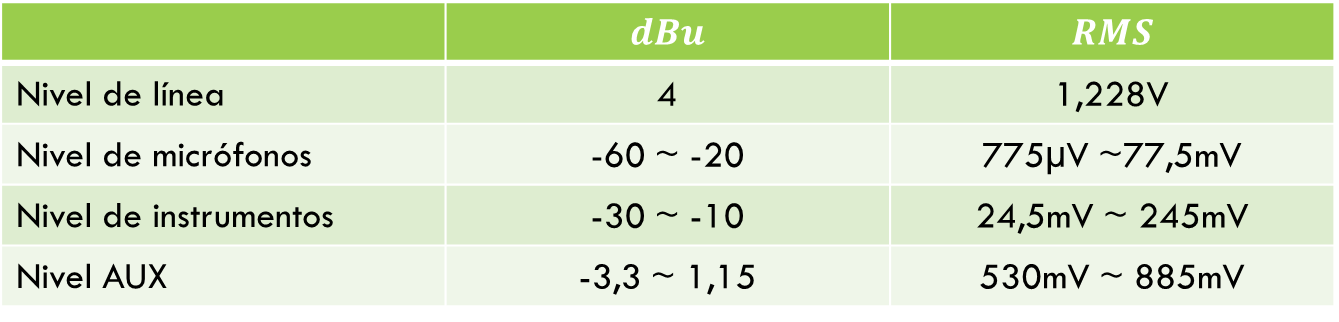 dBu RMS
Nivel de línea 4 1,228V
Nivel de micrófonos -60 ~ -20 775μV ~77,5mV
Nivel de instrumentos -30 ~ -10 24,5mV ~ 245mV
Nivel AUX -3,3 ~ 1,15 530mV ~ 885mV